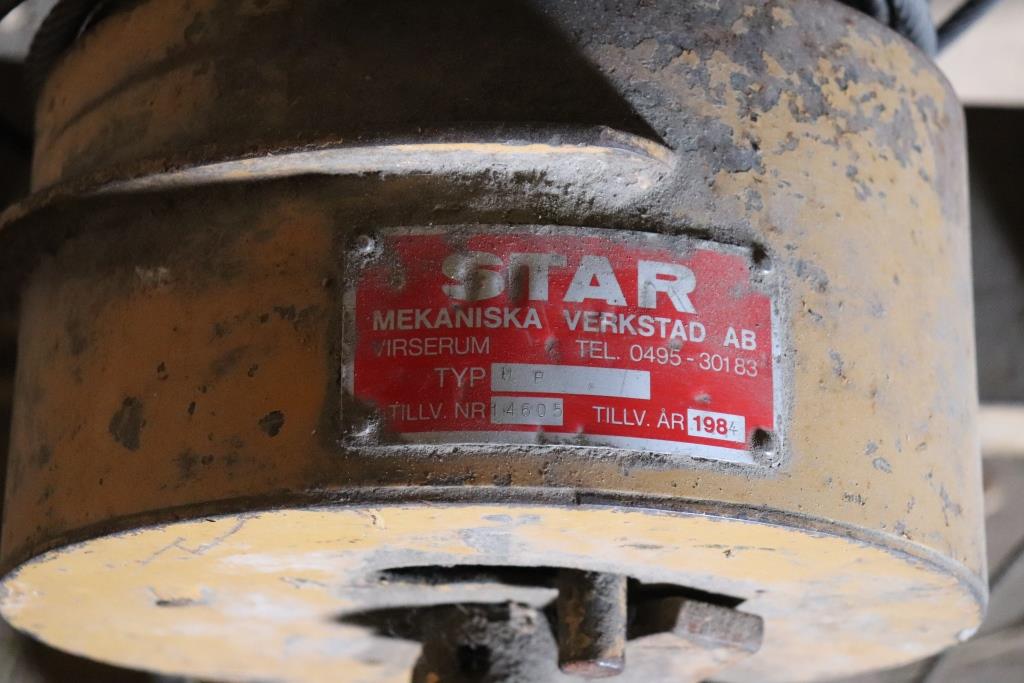 STAR
MEKANISKA VERKSTAD AB
VIRSERUM TEL. 0495-30183
TYP
TILLV. NR 14605 TILLV. ÅR 1984